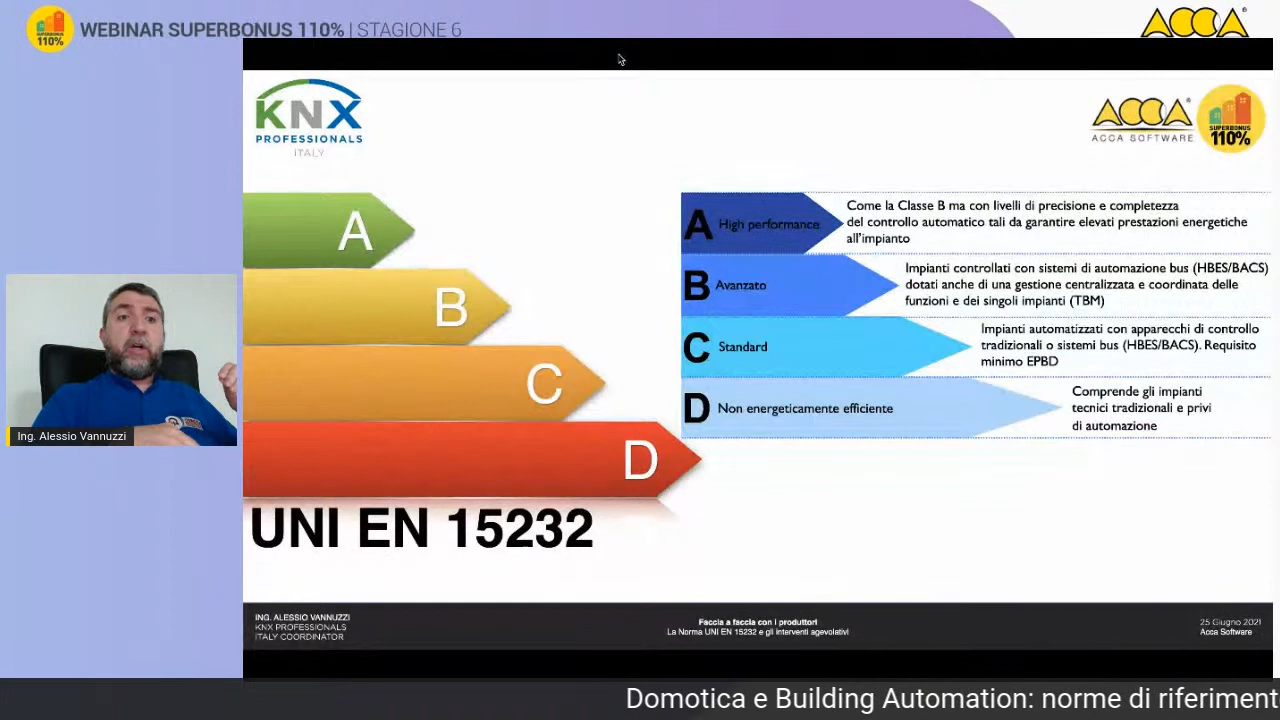 SUPERBONUS
110%
WEBINAR SUPERBONUS 110% | STAGIONE 6
ACCA
KNX
PROFESSIONALS
ITALY
ACCA
ACCA SOFTWARE
SUPERBONUS
110%
A
B
C
D
A High performance
Come la Classe B ma con livelli di precisione e completezza
del controllo automatico tali da garantire elevati prestazioni energetiche
all’impianto
B Avanzato
Impianti controllati con sistemi di automazione bus (HBES/BACS)
dotati anche di una gestione centralizzata e coordinata delle
funzioni e dei singoli impianti (TBM)
C Standard
Impianti automatizzati con apparecchi di controllo
tradizionali o sistemi bus (HBES/BACS). Requisito
minimo EPBD
D Non energeticamente efficiente
Comprende gli impianti
tecnici tradizionali e privi
di automazione
UNI EN 15232
Ing. Alessio Vannuzzi
ING. ALESSIO VANNUZZI
KNX PROFESSIONALS
ITALY COORDINATOR
Faccia a faccia con i produttori
La Norma UNI EN 15232 e gli interventi agevolativi
25 Giugno 2021
Acca Software
Domotica e Building Automation: norme di riferiment